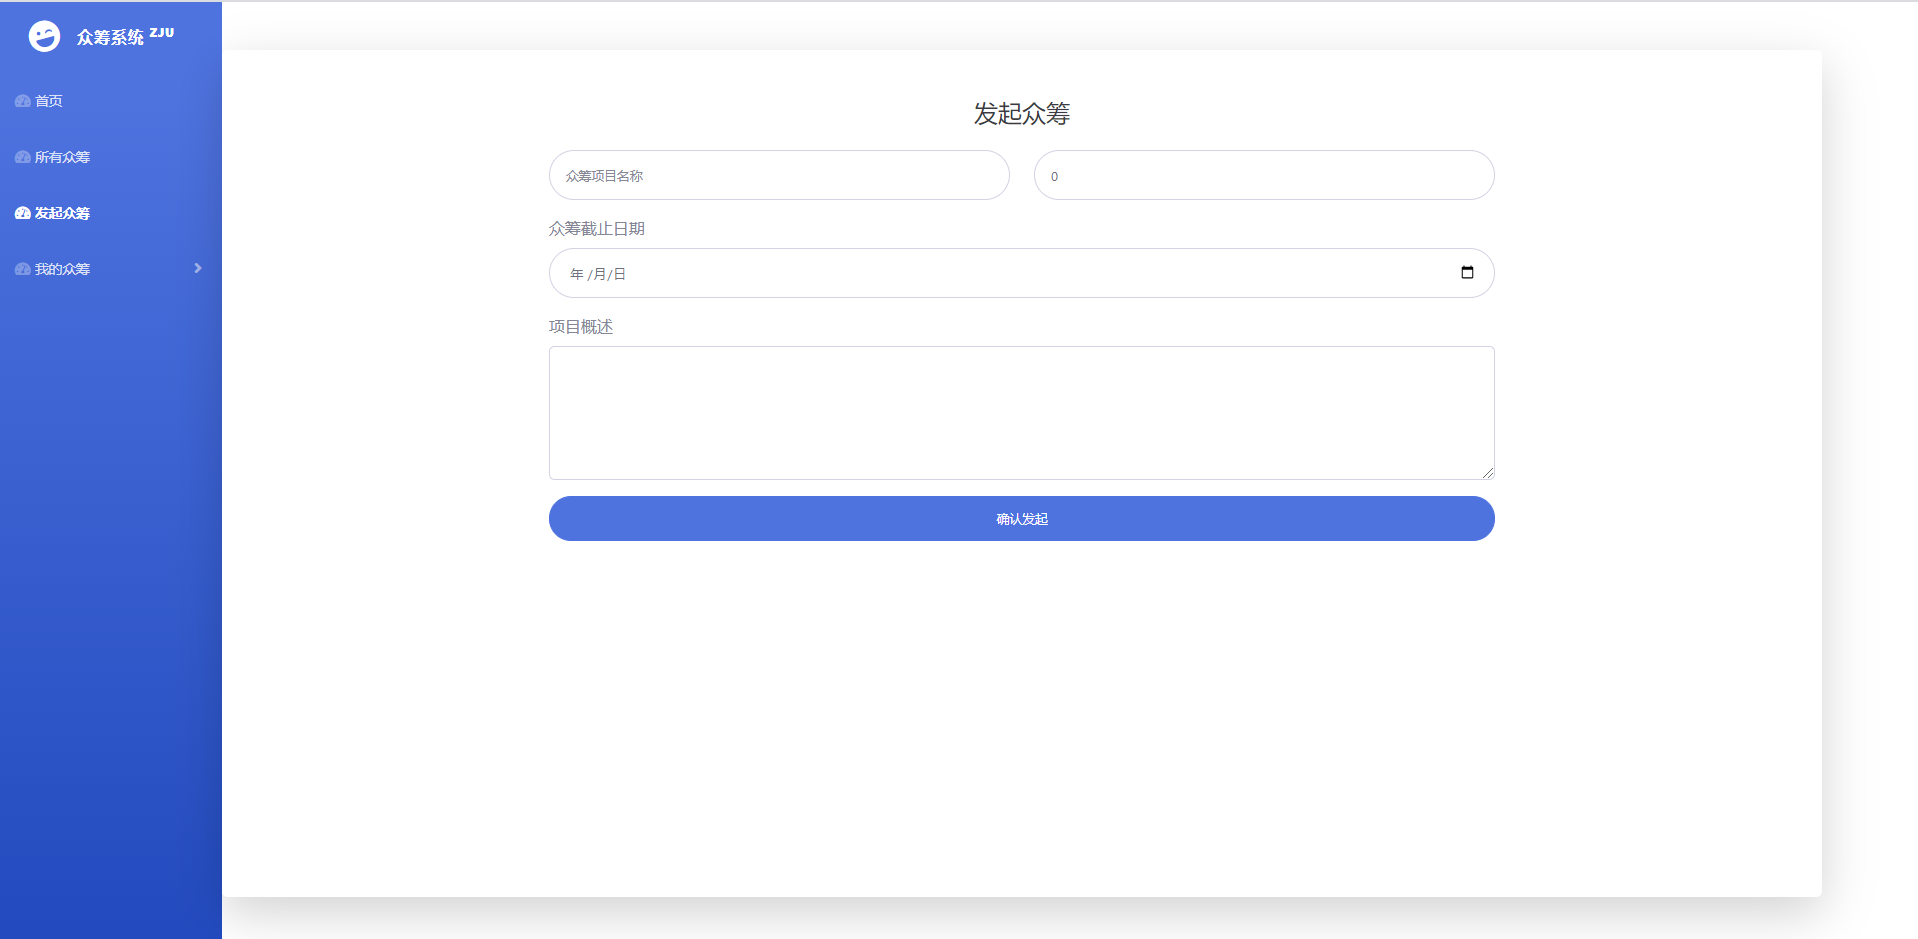 众筹系统 ZJU
首页
所有众筹
发起众筹
我的众筹
发起众筹
众筹项目名称
0
众筹截止日期
年 /月/日
项目概述
确认发起